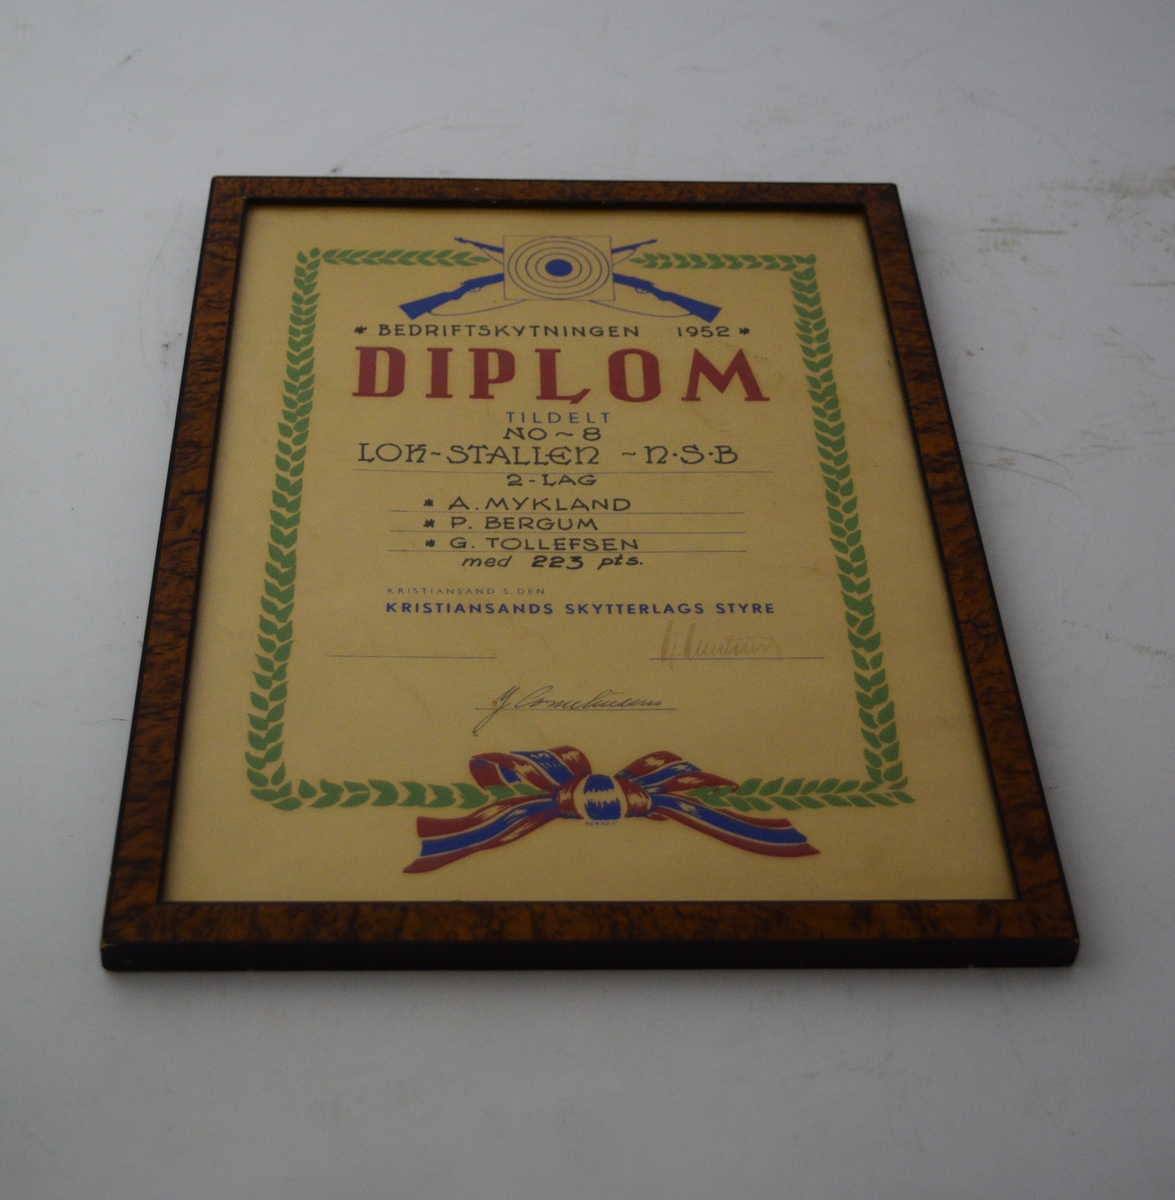 * BEDRIFTSKYTNINGEN 1952 *
DIPLOM
TILDELT
NO ~ 8
LOK~STALLEN ~N·S·B
2-LAG
* A. MYKLAND
* P. BERGUM
* G. TOLLEFSEN
med 223 pts.
KRISTIANSAND S. DEN
KRISTIANSANDS SKYTTERLAGS STYRE